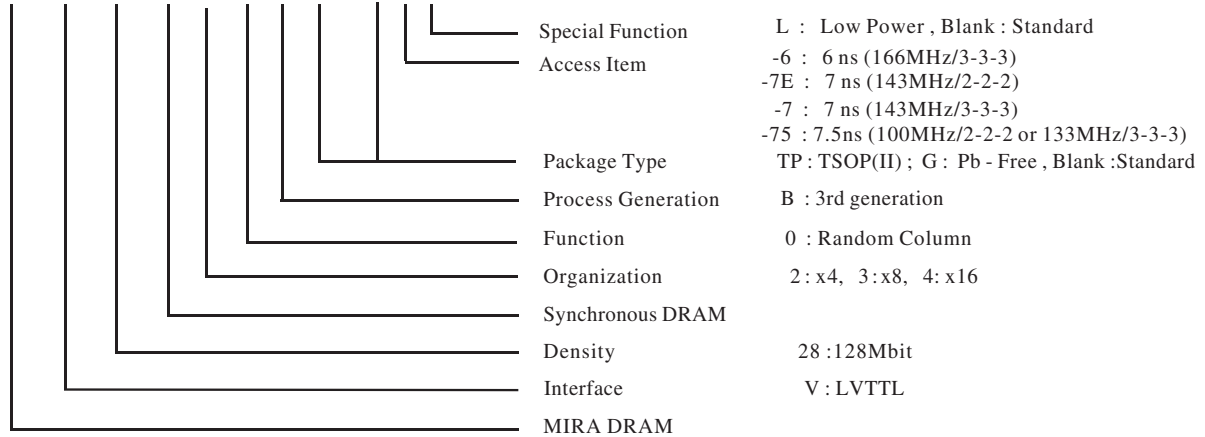 Special Function L : Low Power , Blank : Standard
Access Item -6 : 6 ns (166MHz/3-3-3)
-7E : 7 ns (143MHz/2-2-2)
-7 : 7 ns (143MHz/3-3-3)
-75 : 7.5ns (100MHz/2-2-2 or 133MHz/3-3-3)
Package Type TP : TSOP(II) ; G : Pb - Free , Blank :Standard
Process Generation B : 3rd generation
Function 0 : Random Column
Organization 2 : x4, 3 : x8, 4: x16
Synchronous DRAM
Density 28 :128Mbit
Interface V : LVTTL
MIRA DRAM